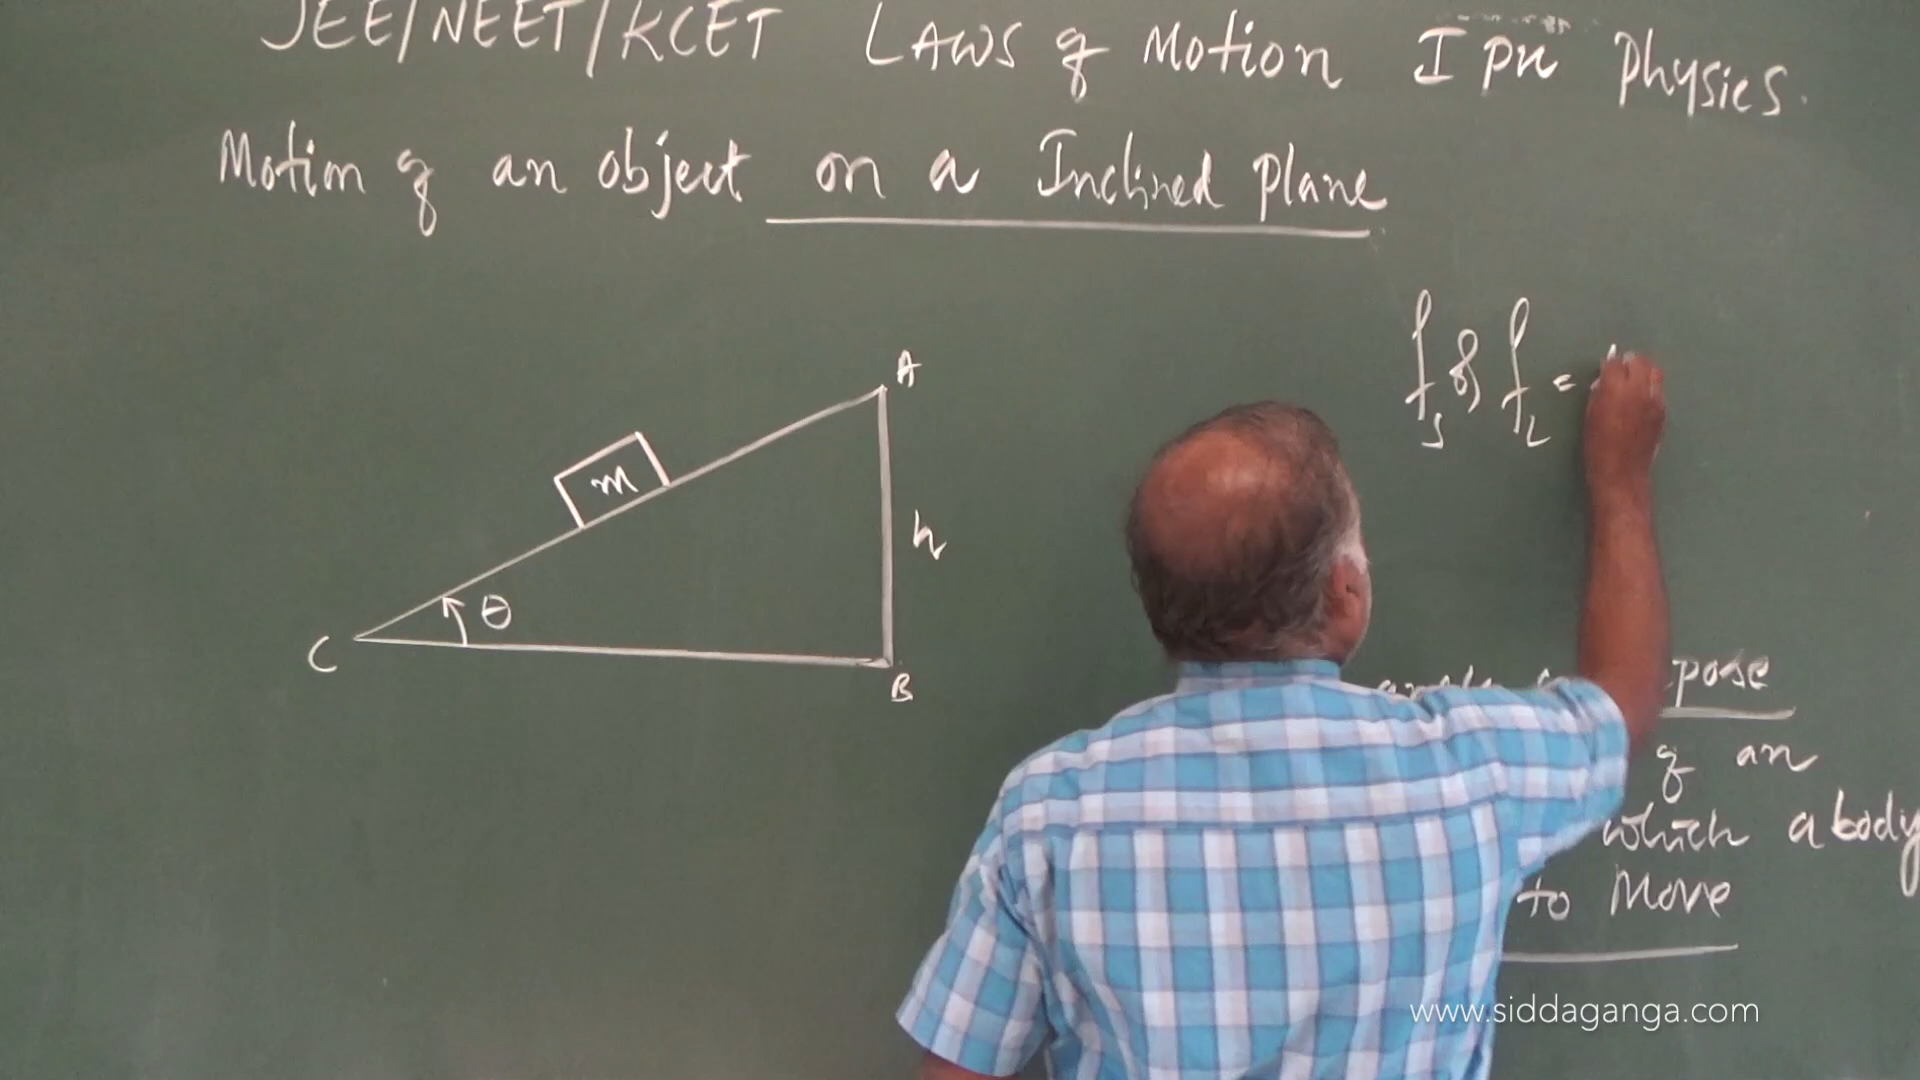 JEE/NEET/KCET LAWS of Motion I PU Physics.
Motion of an object on a Inclined plane
A
m
h
θ
C
B
fs & fL =
pose
of an
which a body
to Move
www.siddaganga.com